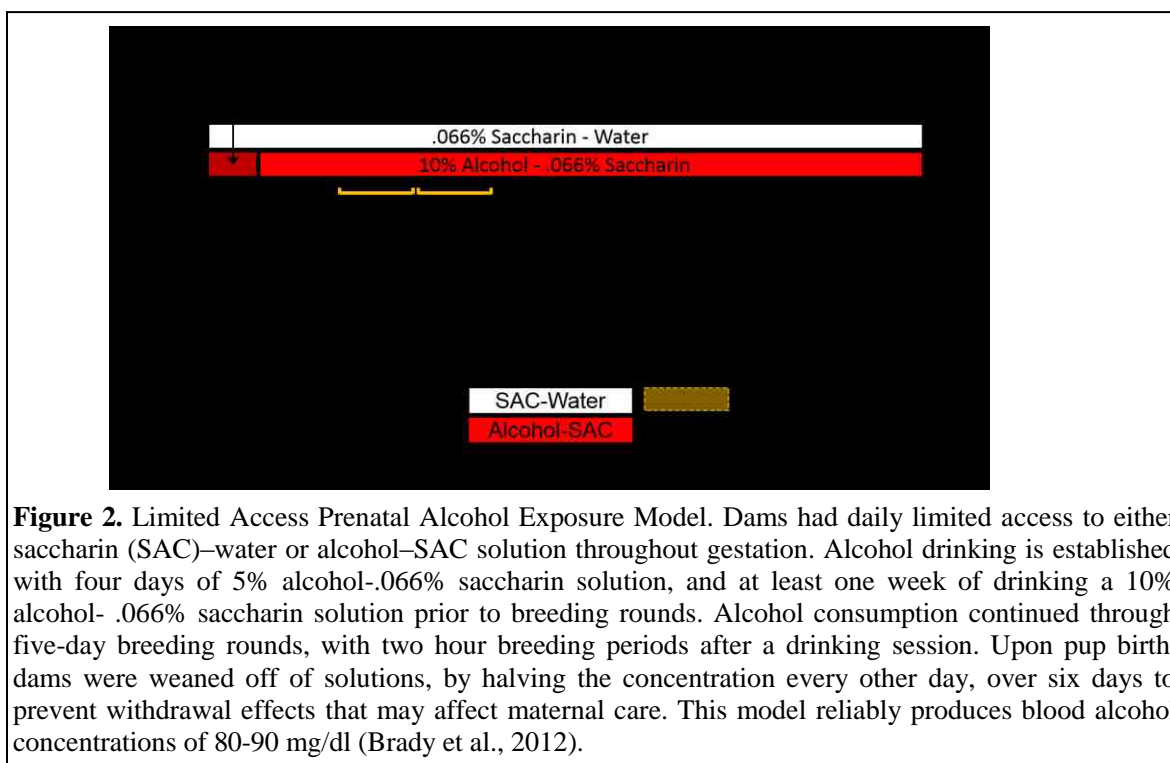 .066% Saccharin - Water
10% Alcohol - .066% Saccharin
SAC-Water
Alcohol-SAC
Figure 2. Limited Access Prenatal Alcohol Exposure Model. Dams had daily limited access to either
saccharin (SAC)–water or alcohol–SAC solution throughout gestation. Alcohol drinking is established
with four days of 5% alcohol-.066% saccharin solution, and at least one week of drinking a 10%
alcohol- .066% saccharin solution prior to breeding rounds. Alcohol consumption continued through
five-day breeding rounds, with two hour breeding periods after a drinking session. Upon pup birth
dams were weaned off of solutions, by halving the concentration every other day, over six days to
prevent withdrawal effects that may affect maternal care. This model reliably produces blood alcoho
concentrations of 80-90 mg/dl (Brady et al., 2012).